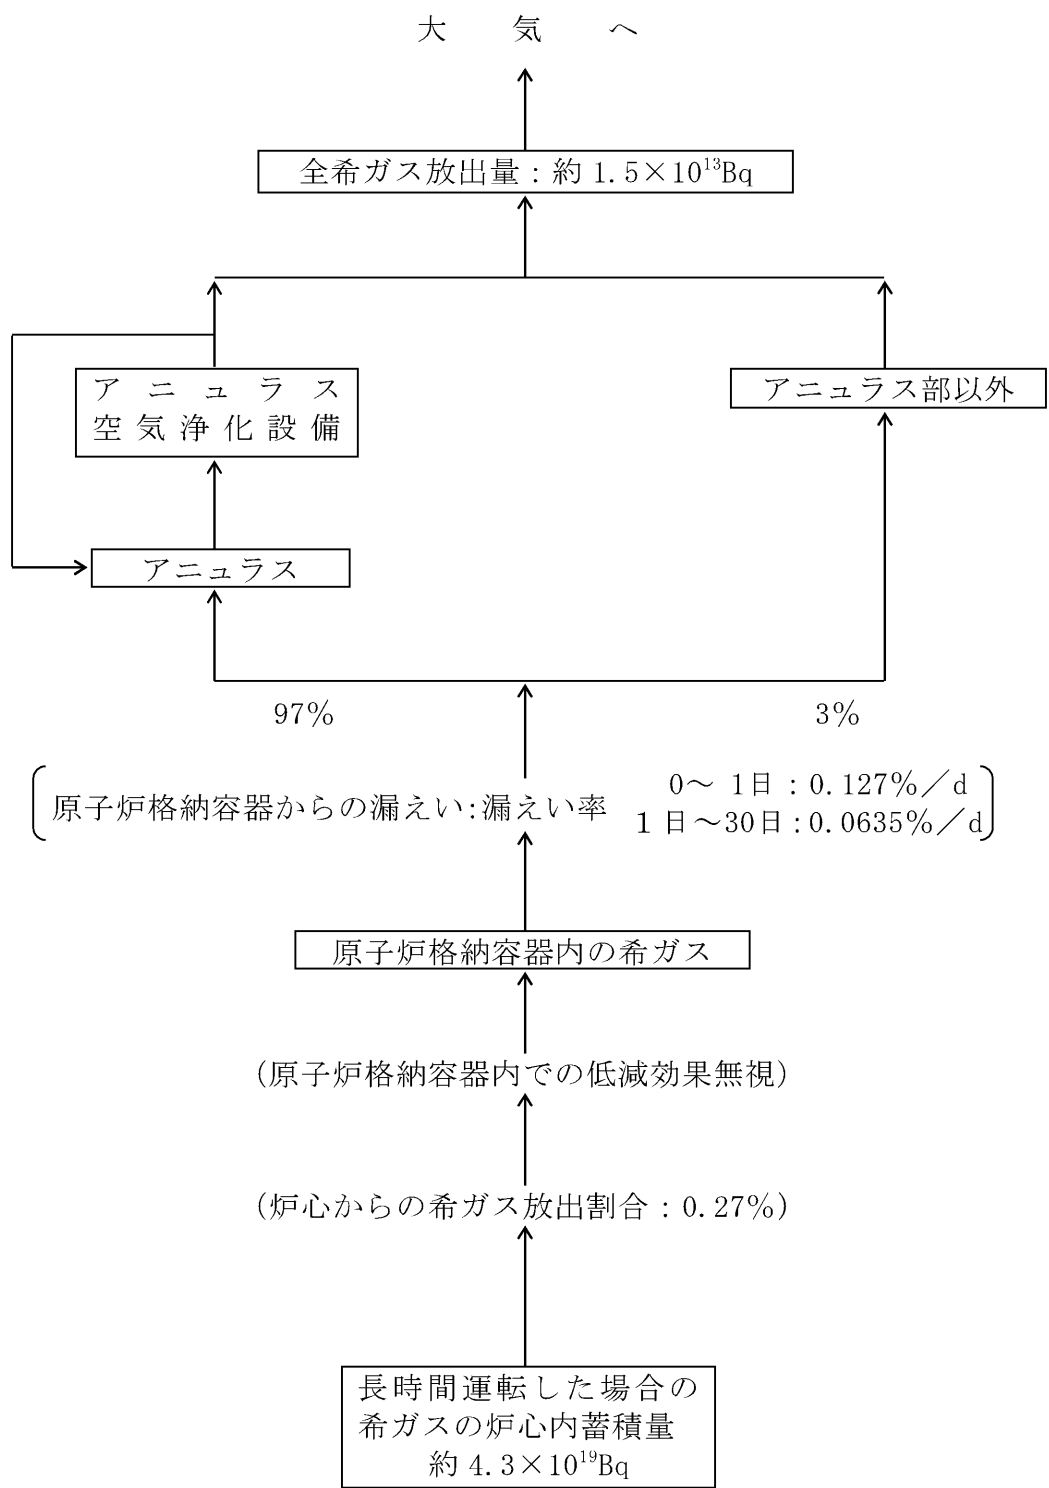 大気へ
全希ガス放出量：約 1.5×10¹³Bq
アニュラス
空気浄化設備
アニュラス部以外
アニュラス
97%
3%
原子炉格納容器からの漏えい：漏えい率
0～ 1日：0.127%／d
1日～30日：0.0635%／d
原子炉格納容器内の希ガス
(原子炉格納容器内での低減効果無視)
(炉心からの希ガス放出割合：0.27%)
長時間運転した場合の
希ガスの炉心内蓄積量
約 4.3×10¹⁹Bq